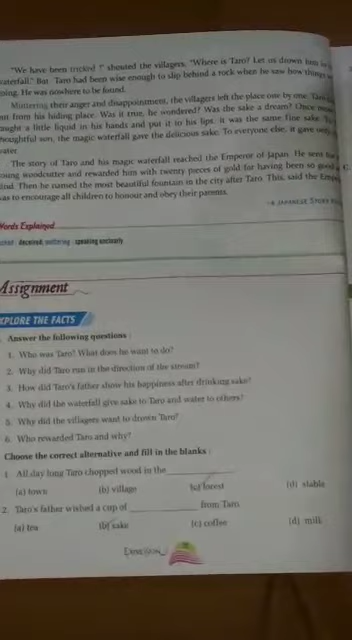 "We have been tricked !" shouted the villagers, "Where is Taro? Let us drown him in
waterfall." But Taro had been wise enough to slip behind a rock when he saw how things
going. He was nowhere to be found.
Muttering their anger and disappointment, the villagers left the place one by one. Taro
out from his hiding place. Was it true, he wondered? Was the sake a dream? Once more
caught a little liquid in his hands and put it to his lips. it was the same fine sake. To
thoughtful son, the magic waterfall gave the delicious sake. To everyone else, it gave only
water.
The story of Taro and his magic waterfall reached the Emperor of Japan. He sent for
young woodcutter and rewarded him with twenty pieces of gold for having been so good
kind. Then he named the most beautiful fountain in the city after Taro. This, said the
was to encourage all children to honour and obey their parents.
—A JAPANESE STORY
Words Explained
deceived; muttering : speaking unclearly
Assignment
EXPLORE THE FACTS
Answer the following questions :
1. Who was Taro? What does he want to do?
2. Why did Taro run in the direction of the stream?
3. How did Taro's father show his happiness after drinking sake?
4. Why did the waterfall give sake to Taro and water to others?
5. Why did the villagers want to drown Taro?
6. Who rewarded Taro and why?
Choose the correct alternative and fill in the blanks :
1. All day long Taro chopped wood in the ____________
(a) town (b) village (c) forest (d) stable
2. Taro's father wished a cup of ____________ from Taro
(a) tea (b) sake (c) coffee (d) milk